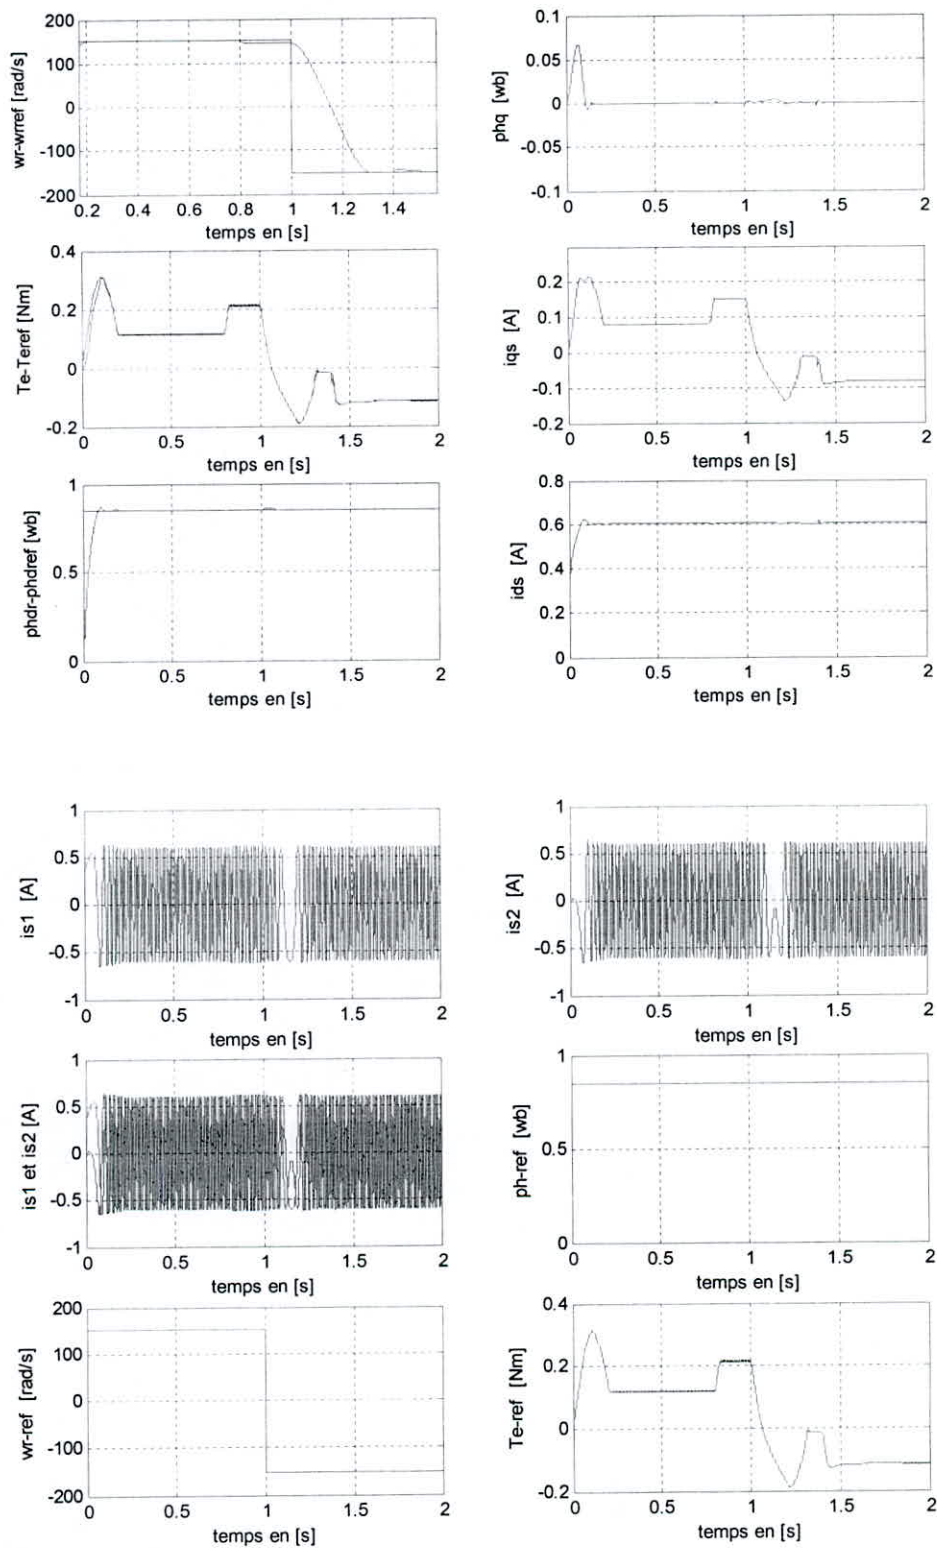 200
100
0
-100
-200
wr-wrref [rad/s]
0.2 0.4 0.6 0.8 1 1.2 1.4
temps en [s]
0.1
0.05
0
-0.05
-0.1
phq [wb]
0 0.5 1 1.5 2
temps en [s]
0.4
0.2
0
-0.2
Te-Teref [Nm]
0 0.5 1 1.5 2
temps en [s]
0.2
0.1
0
-0.1
-0.2
iqs [A]
0 0.5 1 1.5 2
temps en [s]
1
0.5
0
phdr-phdref [wb]
0 0.5 1 1.5 2
temps en [s]
0.8
0.6
0.4
0.2
0
ids [A]
0 0.5 1 1.5 2
temps en [s]
1
0.5
0
-0.5
-1
is1 [A]
0 0.5 1 1.5 2
temps en [s]
1
0.5
0
-0.5
-1
is2 [A]
0 0.5 1 1.5 2
temps en [s]
1
0.5
0
-0.5
-1
is1 et is2 [A]
0 0.5 1 1.5 2
temps en [s]
1
0.5
0
ph-ref [wb]
0 0.5 1 1.5 2
temps en [s]
200
100
0
-100
-200
wr-ref [rad/s]
0 0.5 1 1.5 2
temps en [s]
0.4
0.2
0
-0.2
Te-ref [Nm]
0 0.5 1 1.5 2
temps en [s]